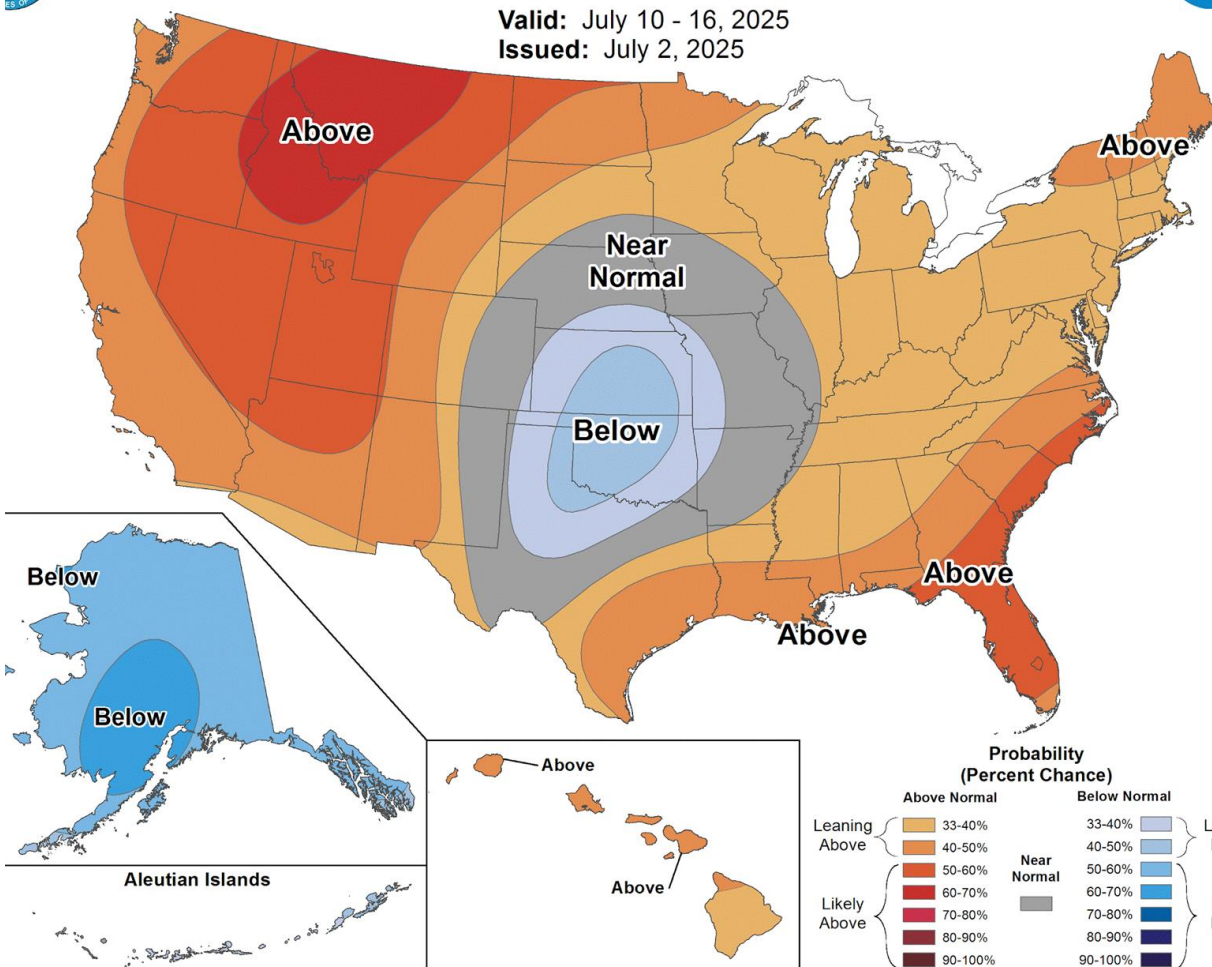 ES OF
Valid: July 10 - 16, 2025
Issued: July 2, 2025
Above
Above
Near
Normal
Below
Above
Above
Below
Below
Aleutian Islands
Above
Above
Probability
(Percent Chance)
Above Normal
Below Normal
Leaning
Above
33-40%
40-50%
50-60%
60-70%
70-80%
80-90%
90-100%
Likely
Above
Near
Normal
33-40%
40-50%
50-60%
60-70%
70-80%
80-90%
90-100%
L